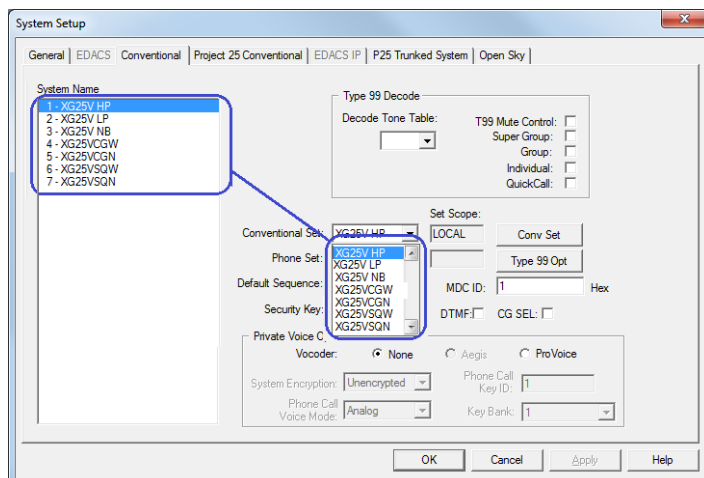 System Setup
General EDACS Conventional Project 25 Conventional EDACS IP P25 Trunked System Open Sky
System Name
1 - XG25V HP
2 - XG25V LP
3 - XG25V NB
4 - XG25VCGW
5 - XG25VCGN
6 - XG25VSQW
7 - XG25VSQN
Type 99 Decode
Decode Tone Table:
T99 Mute Control:
Super Group:
Group:
Individual:
QuickCall:
Set Scope:
Conventional Set: XG25V HP LOCAL Conv Set
XG25V HP
XG25V LP
XG25V NB
XG25VCGW
XG25VCGN
XG25VSQW
XG25VSQN
Phone Set: Type 99 Opt
Default Sequence: MDC ID: 1 Hex
Security Key: DTMF: CG SEL:
Private Voice
Vocoder: None Aegis ProVoice
System Encryption: Unencrypted Phone Call Key ID: 1
Phone Call Voice Mode: Analog Key Bank: 1
OK Cancel Apply Help